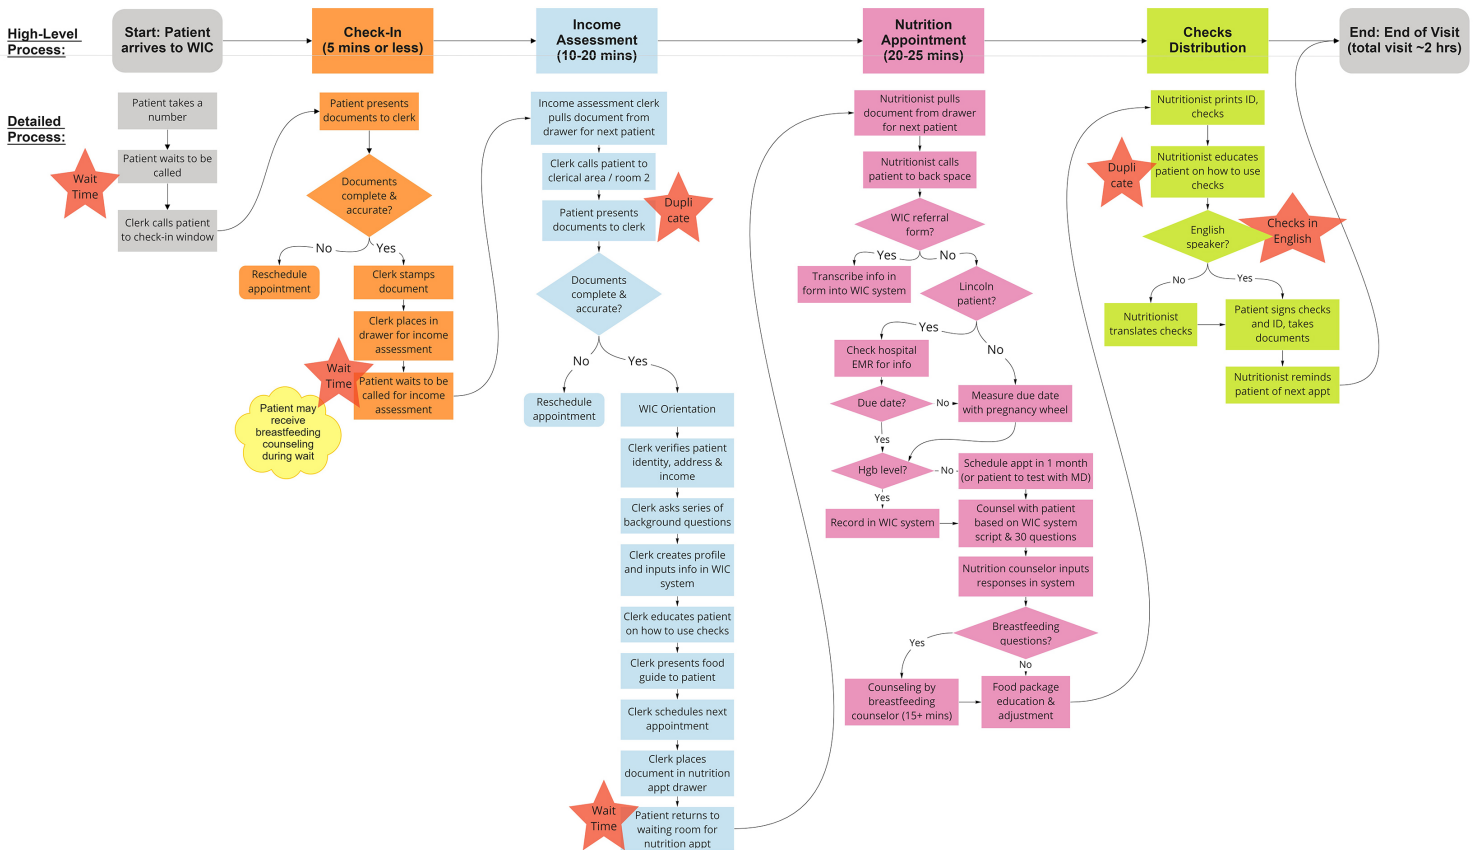 High-Level
Process:
Start: Patient
arrives to WIC
Check-In
(5 mins or less)
Income
Assessment
(10-20 mins)
Nutrition
Appointment
(20-25 mins)
Checks
Distribution
End: End of Visit
(total visit ~2 hrs)
Detailed
Process:
Patient takes a
number
Patient waits to be
called
Wait
Time
Clerk calls patient
to check-in window
Patient presents
documents to clerk
Documents
complete &
accurate?
No
Yes
Reschedule
appointment
Clerk stamps
document
Clerk places in
drawer for income
assessment
Wait
Time
Patient waits to be
called for income
assessment
Patient may
receive
breastfeeding
counseling
during wait
Income assessment clerk
pulls document from
drawer for next patient
Clerk calls patient to
clerical area / room 2
Patient presents
documents to clerk
Dupli
cate
Documents
complete &
accurate?
No
Yes
Reschedule
appointment
WIC Orientation
Clerk verifies patient
identity, address &
income
Clerk asks series of
background questions
Clerk creates profile
and inputs info in WIC
system
Clerk educates patient
on how to use checks
Clerk presents food
guide to patient
Clerk schedules next
appointment
Clerk places
document in nutrition
appt drawer
Wait
Time
Patient returns to
waiting room for
nutrition appt
Nutritionist pulls
document from drawer
for next patient
Nutritionist calls
patient to back space
WIC referral
form?
Yes
No
Transcribe info in
form into WIC system
Lincoln
patient?
Yes
No
Check hospital
EMR for info
Due date?
No
Measure due date
with pregnancy wheel
Yes
Hgb level?
No
Schedule appt in 1 month
(or patient to test with MD)
Yes
Record in WIC system
Counsel with patient
based on WIC system
script & 30 questions
Nutrition counselor inputs
responses in system
Breastfeeding
questions?
Yes
No
Counseling by
breastfeeding
counselor (15+ mins)
Food package
education &
adjustment
Nutritionist prints ID,
checks
Dupli
cate
Nutritionist educates
patient on how to use
checks
English
speaker?
Checks in
English
No
Yes
Nutritionist
translates checks
Patient signs checks
and ID, takes
documents
Nutritionist reminds
patient of next appt